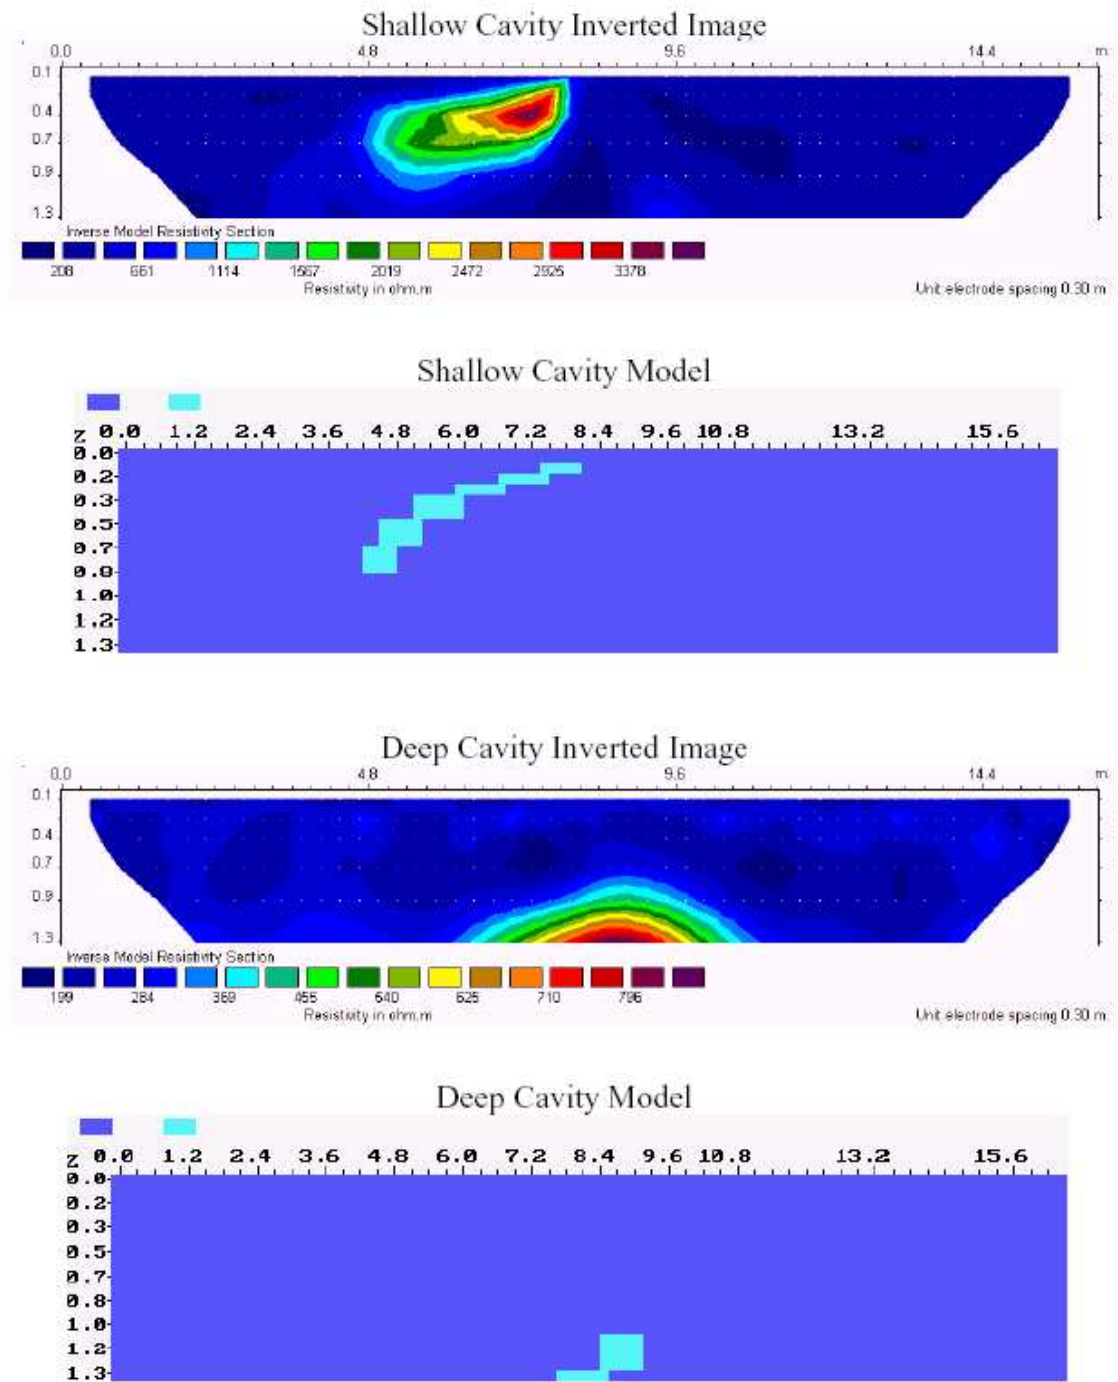 Shallow Cavity Inverted Image
0.0 4.8 9.6 14.4 m.
0.1
0.4
0.7
0.9
1.3
Inverse Model Resistivity Section
208 661 1114 1567 2019 2472 2925 3378
Resistivity in ohm.m
Unit electrode spacing 0.30 m.
Shallow Cavity Model
Z 0.0 1.2 2.4 3.6 4.8 6.0 7.2 8.4 9.6 10.8 13.2 15.6
0.0
0.2
0.3
0.5
0.7
0.8
1.0
1.2
1.3
Deep Cavity Inverted Image
0.0 4.8 9.6 14.4 m.
0.1
0.4
0.7
0.9
1.3
Inverse Model Resistivity Section
199 284 369 455 640 625 710 796
Resistivity in ohm.m
Unit electrode spacing 0.30 m.
Deep Cavity Model
Z 0.0 1.2 2.4 3.6 4.8 6.0 7.2 8.4 9.6 10.8 13.2 15.6
0.0
0.2
0.3
0.5
0.7
0.8
1.0
1.2
1.3